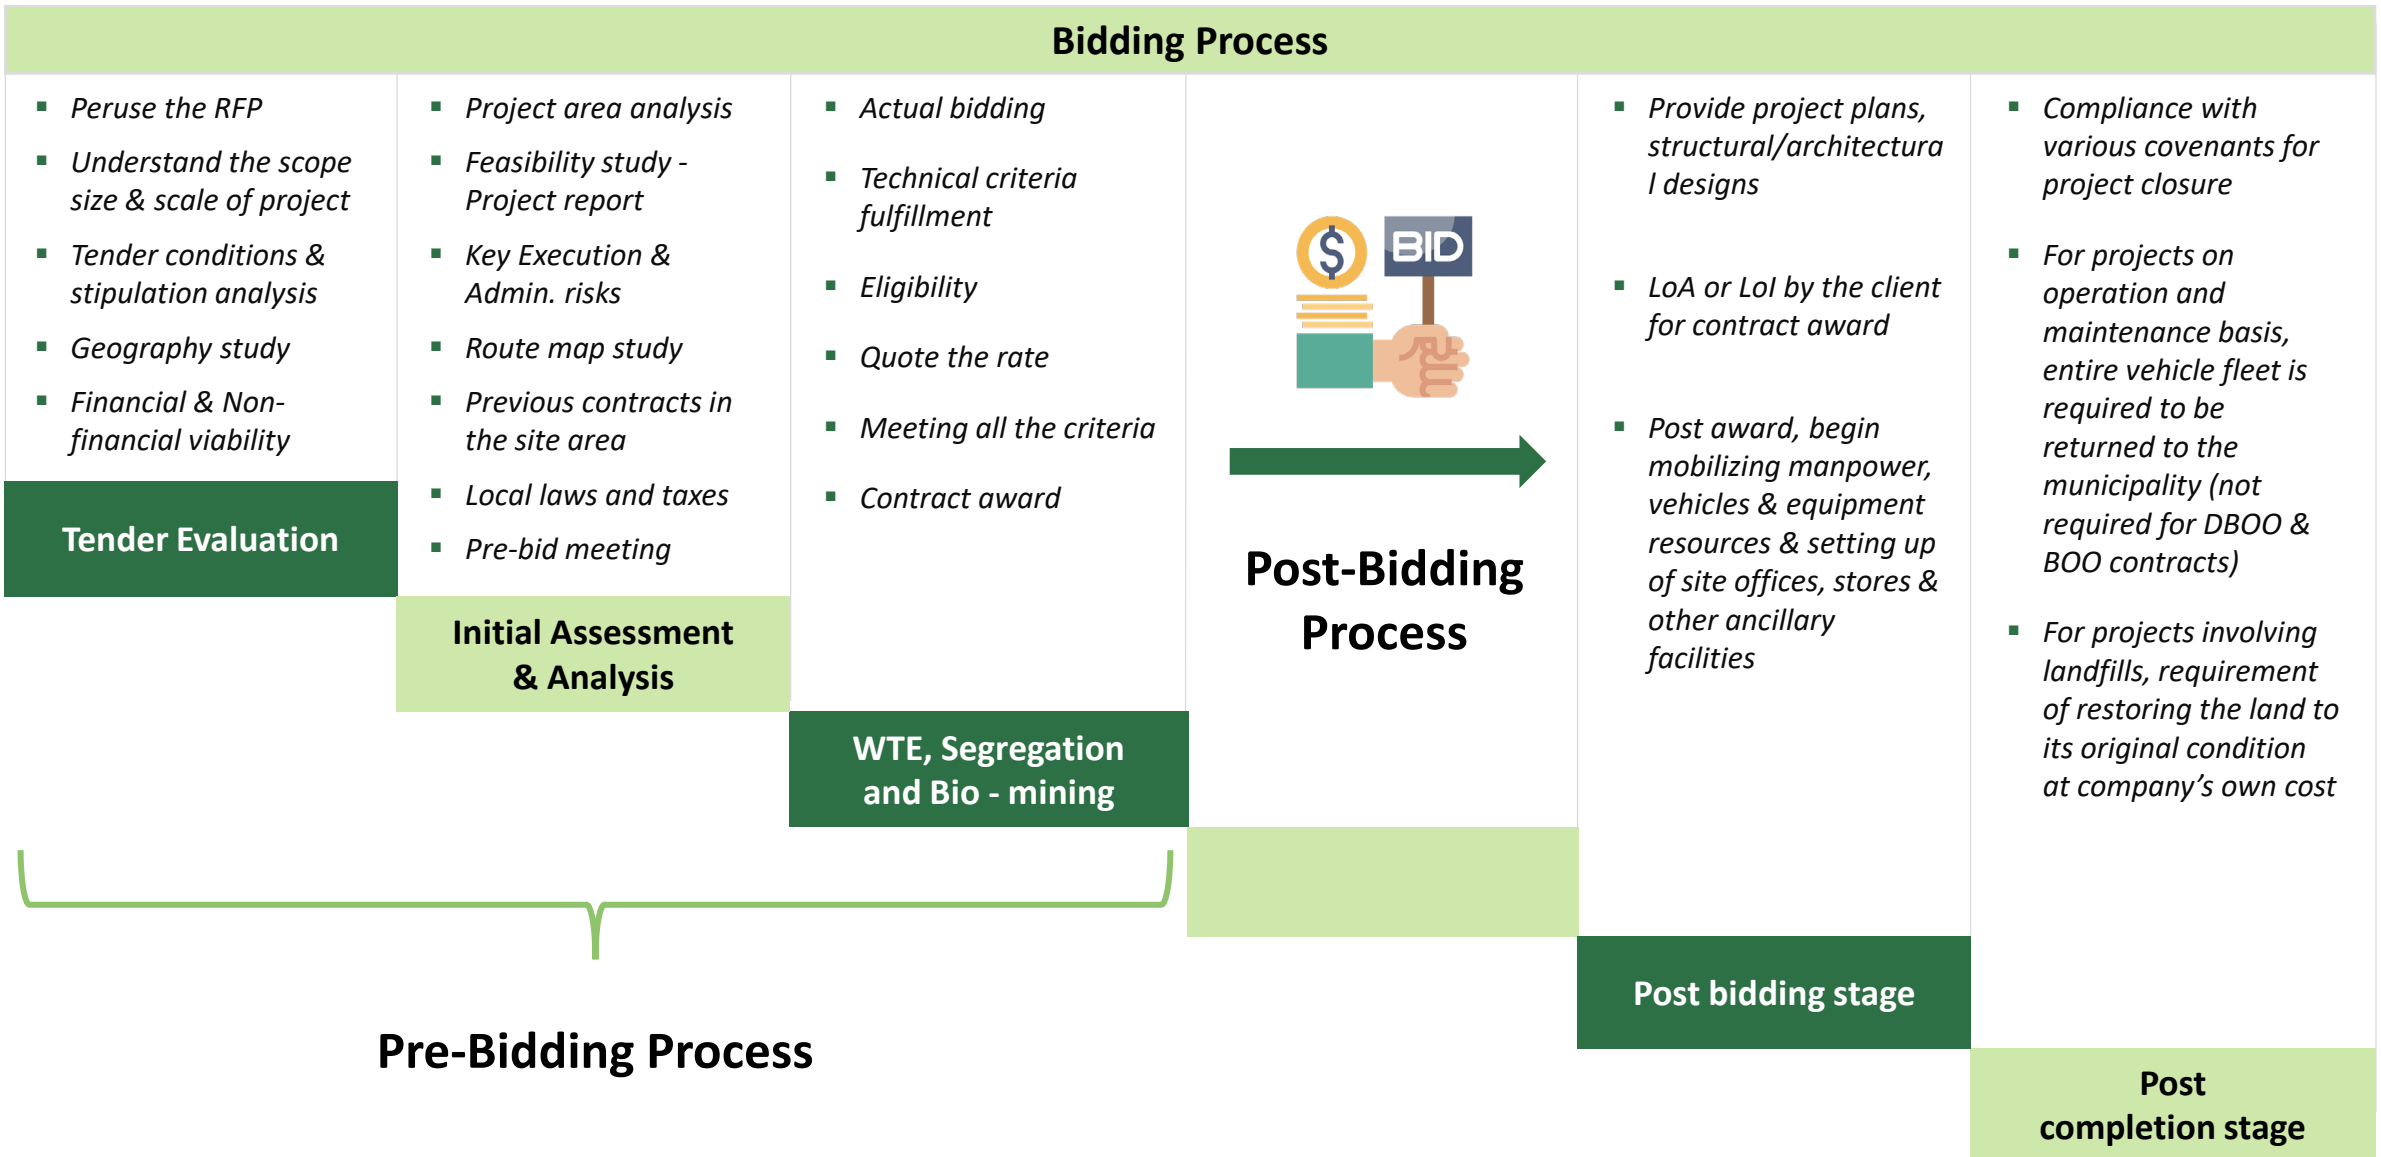 Bidding Process
Peruse the RFP
Understand the scope
size & scale of project
Tender conditions &
stipulation analysis
Geography study
Financial & Non-
financial viability
Tender Evaluation
Project area analysis
Feasibility study -
Project report
Key Execution &
Admin. risks
Route map study
Previous contracts in
the site area
Local laws and taxes
Pre-bid meeting
Initial Assessment
& Analysis
Actual bidding
Technical criteria
fulfillment
Eligibility
Quote the rate
Meeting all the criteria
Contract award
WTE, Segregation
and Bio - mining
Pre-Bidding Process
$
BID
Post-Bidding
Process
Provide project plans,
structural/architectura
l designs
LoA or LoI by the client
for contract award
Post award, begin
mobilizing manpower,
vehicles & equipment
resources & setting up
of site offices, stores &
other ancillary
facilities
Post bidding stage
Compliance with
various covenants for
project closure
For projects on
operation and
maintenance basis,
entire vehicle fleet is
required to be
returned to the
municipality (not
required for DBOO &
BOO contracts)
For projects involving
landfills, requirement
of restoring the land to
its original condition
at company’s own cost
Post
completion stage